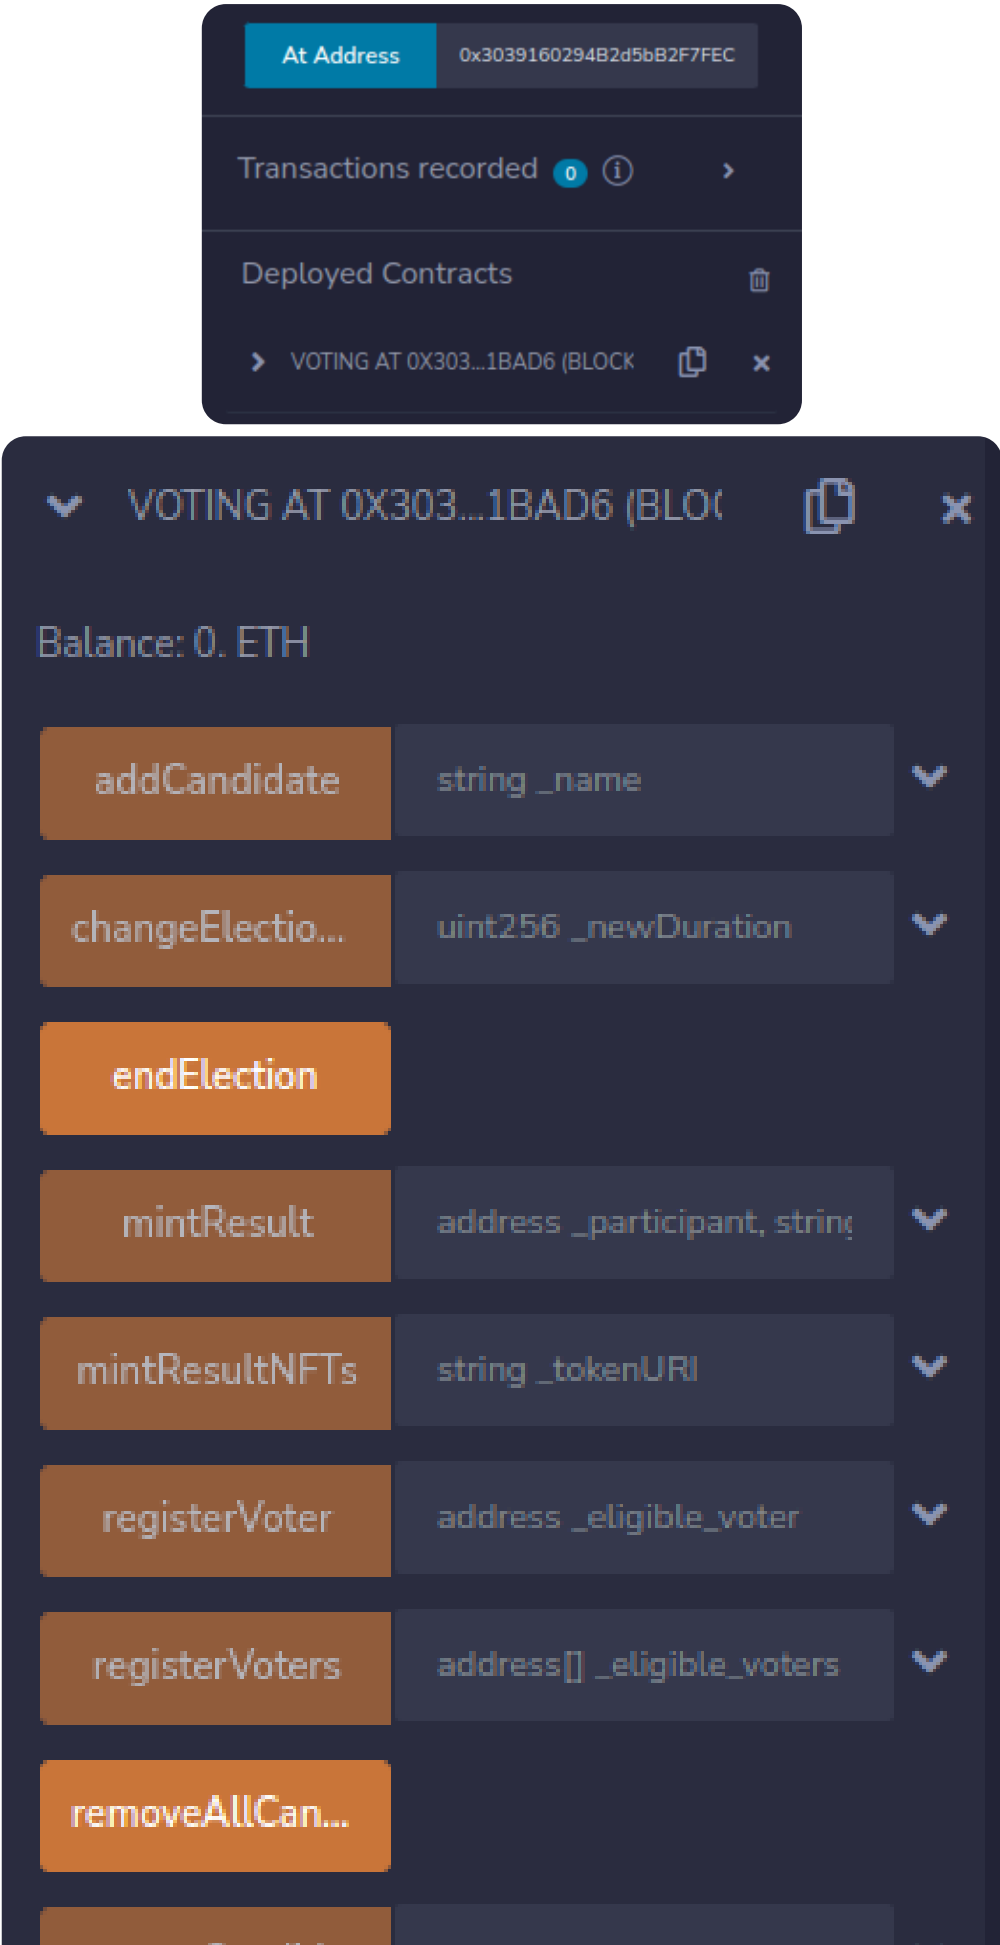 At Address 0x3039160294B2d5bB2F7FEC
Transactions recorded 0 i
Deployed Contracts
VOTING AT 0X303...1BAD6 (BLOCK
VOTING AT 0X303...1BAD6 (BLOC
Balance: 0. ETH
addCandidate string _name
changeElectio... uint256 _newDuration
endElection
mintResult address _participant, string
mintResultNFTs string _tokenURI
registerVoter address _eligible_voter
registerVoters address[] _eligible_voters
removeAllCan...